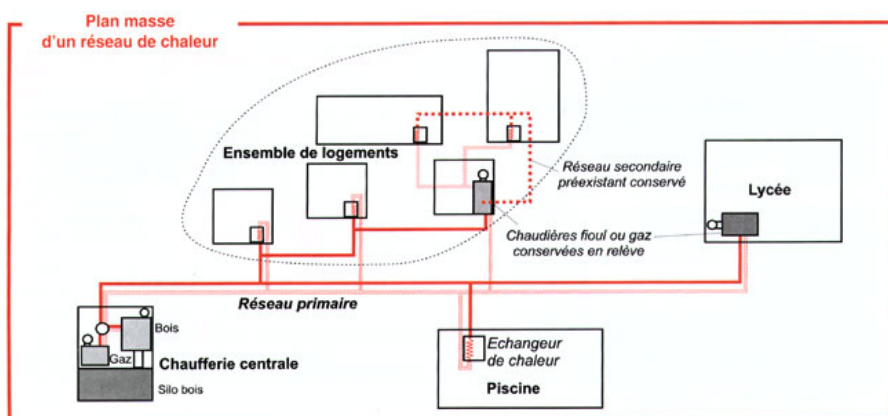 Plan masse
d'un réseau de chaleur
Ensemble de logements
Réseau secondaire
préexistant conservé
Lycée
Chaudières fioul ou gaz
conservées en relève
Réseau primaire
Bois
Gaz
Chaufferie centrale
Silo bois
Echangeur
de chaleur
Piscine